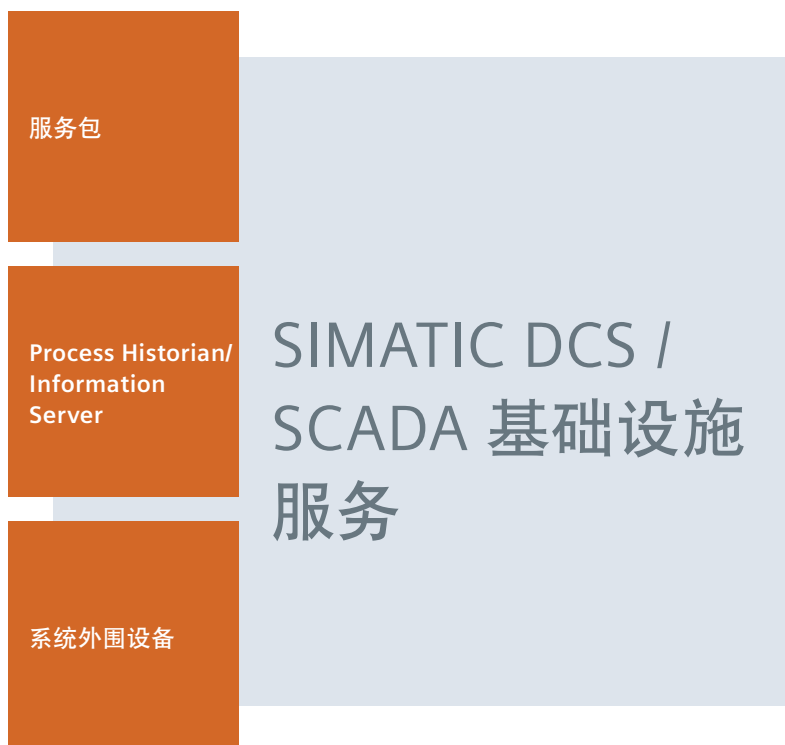 服务包
Process Historian/
Information
Server
SIMATIC DCS /
SCADA 基础设施
服务
系统外围设备